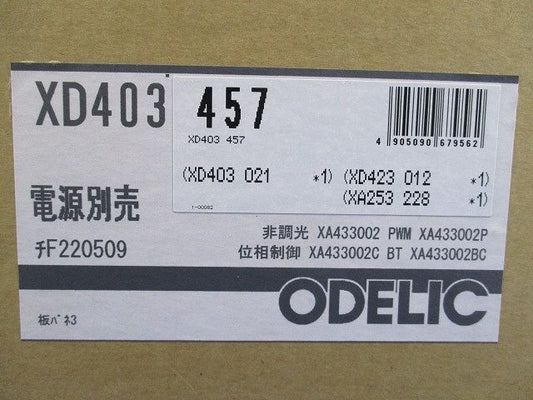 XD403 457
XD403 457
4 905090 679562
(XD403 021 *1) (XD423 012 *1)
(XA253 228 *1)
1-00082
電源別売
ﾁF220509
非調光 XA433002 PWM XA433002P
位相制御 XA433002C BT XA433002BC
ODELIC
板ﾊﾞﾈ3